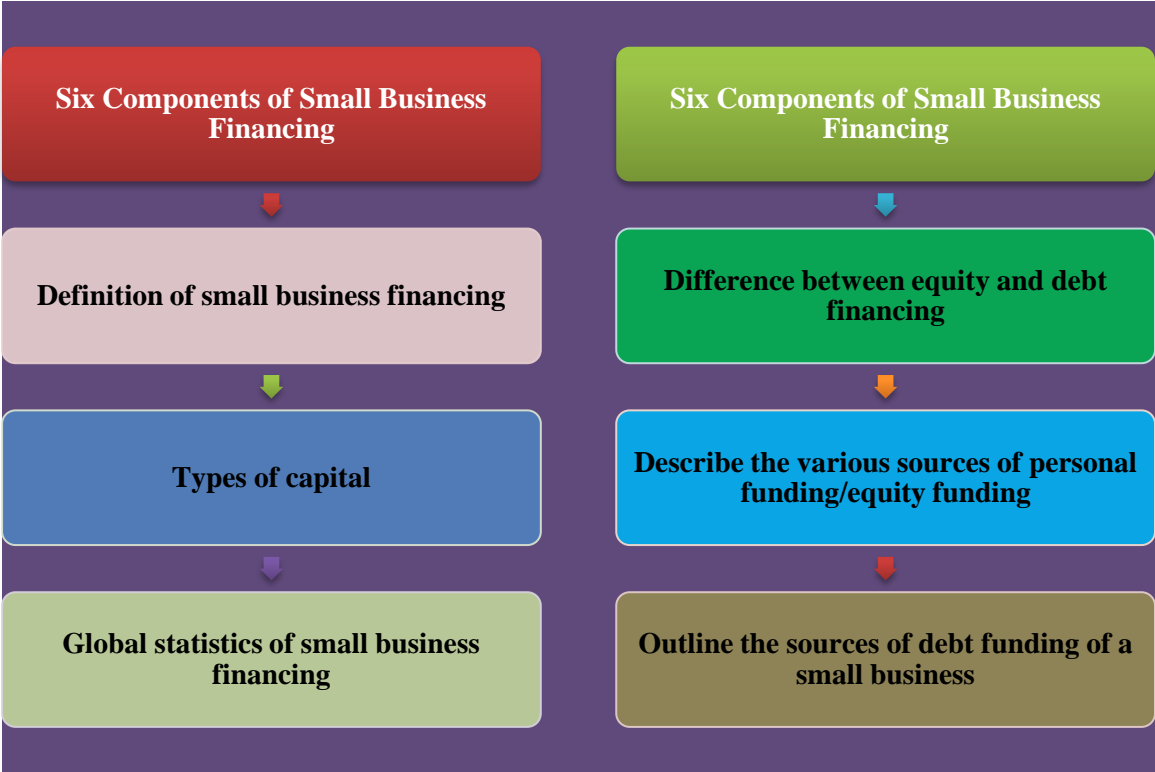 Six Components of Small Business
Financing
Definition of small business financing
Types of capital
Global statistics of small business
financing
Six Components of Small Business
Financing
Difference between equity and debt
financing
Describe the various sources of personal
funding/equity funding
Outline the sources of debt funding of a
small business